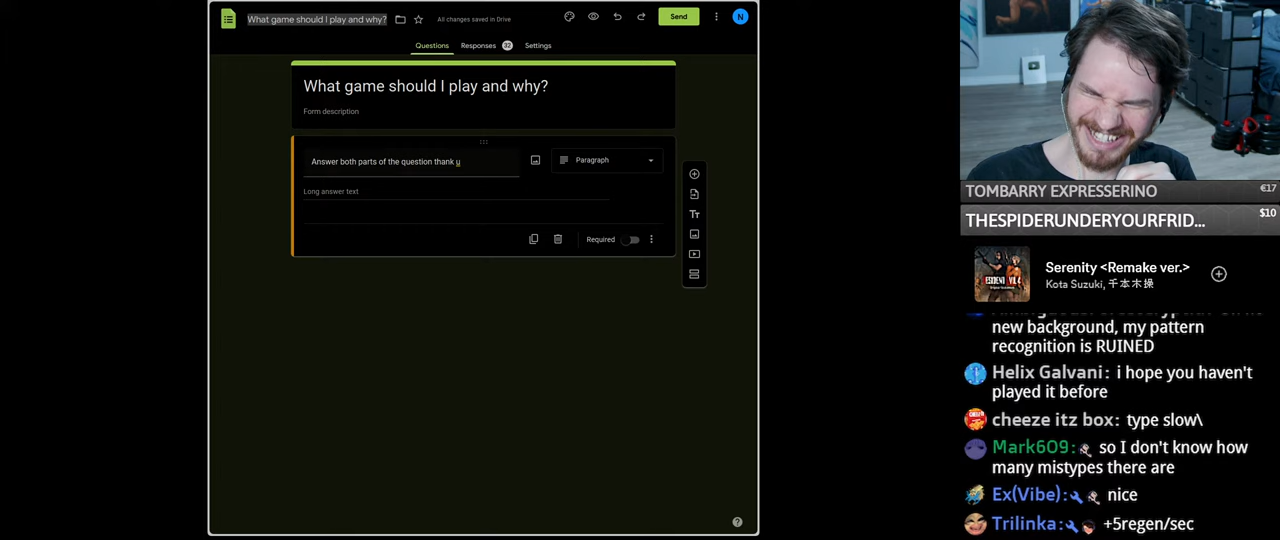 What game should I play and why?
All changes saved in Drive
Send
N
Questions
Responses
32
Settings
What game should I play and why?
Form description
Answer both parts of the question thank u
Paragraph
Long answer text
Required
TOMBARRY EXPRESSERINO
€17
THESPIDERUNDERYOURFRID...
$10
Serenity <Remake ver.>
Kota Suzuki, 千本木操
new background, my pattern
recognition is RUINED
Helix Galvani: i hope you haven't
played it before
cheeze itz box: type slow\
Mark609: so I don't know how
many mistypes there are
Ex(Vibe): nice
Trilinka: +5regen/sec